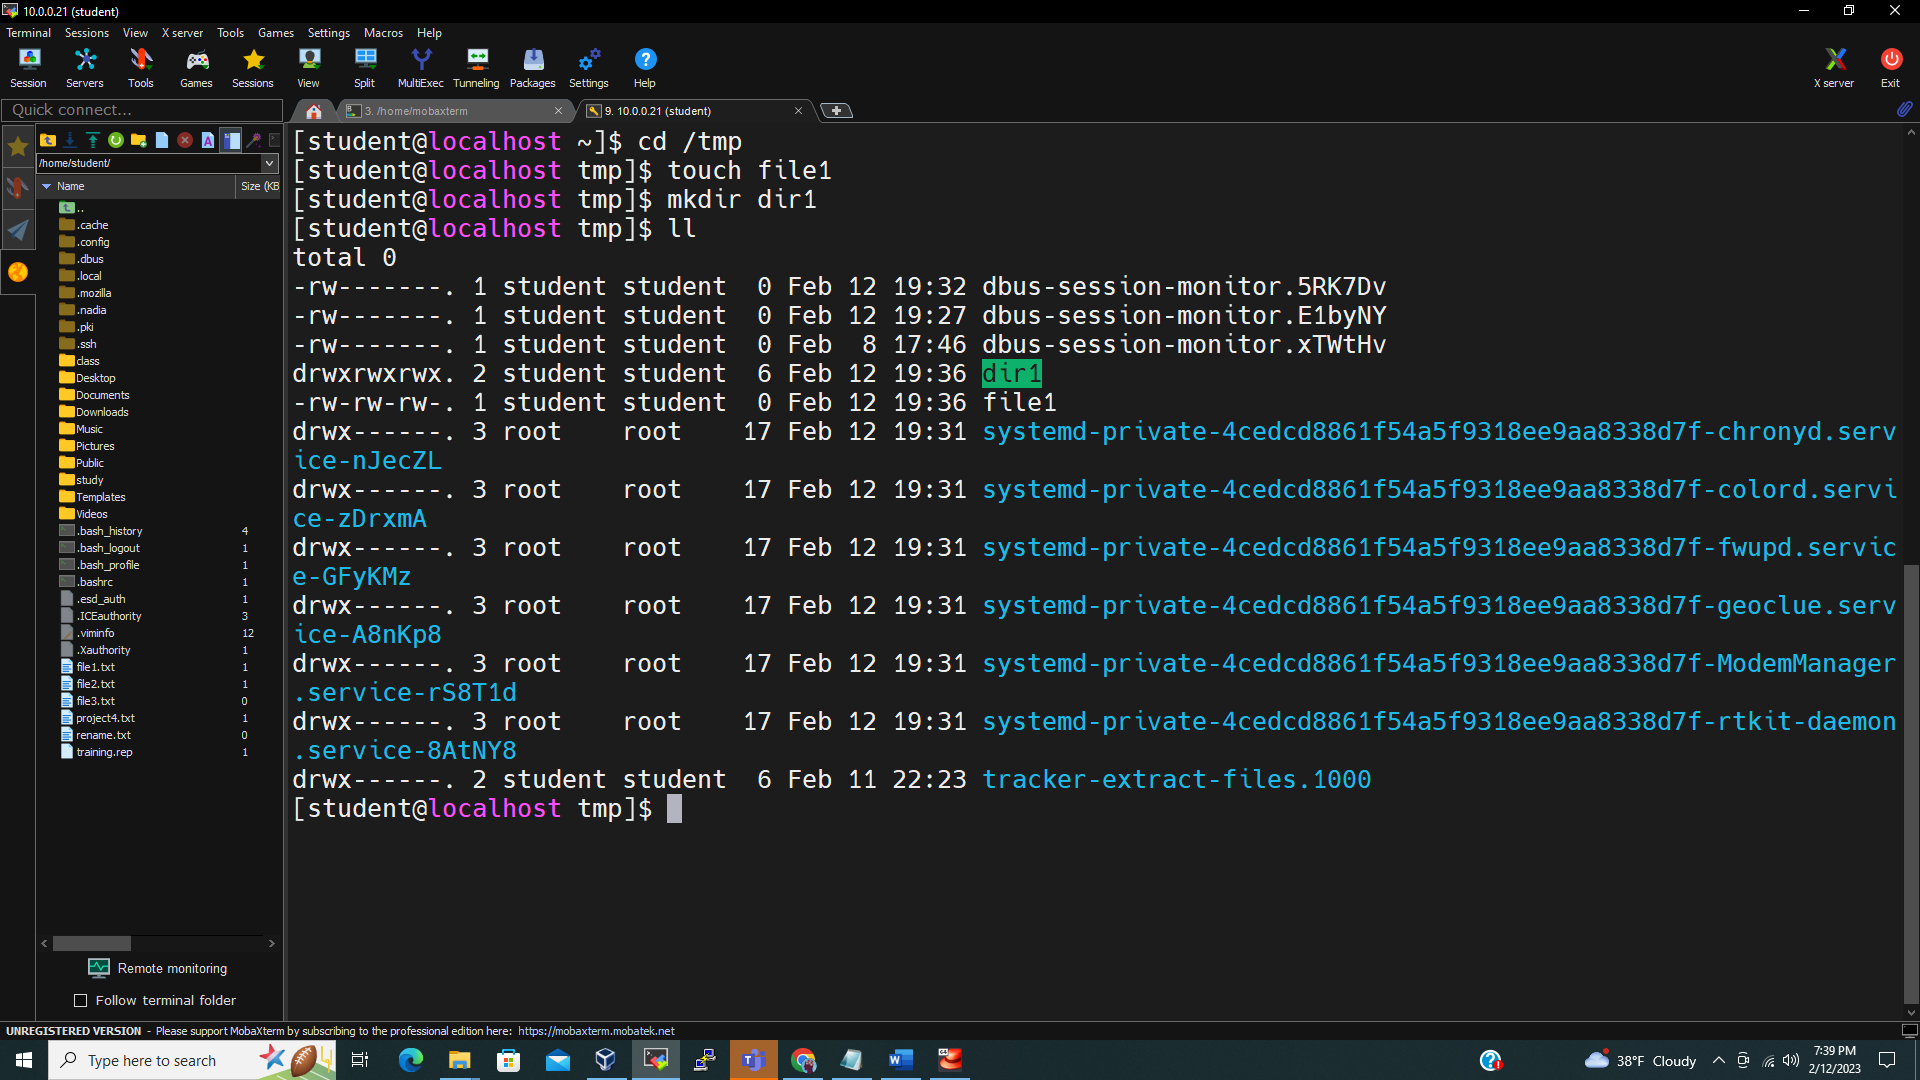 10.0.0.21 (student)
Terminal Sessions View X server Tools Games Settings Macros Help
Session Servers Tools Games Sessions View Split MultiExec Tunneling Packages Settings Help X server Exit
Quick connect...
3. /home/mobaxterm
9. 10.0.0.21 (student)
/home/student/
Name Size (KB
..
.cache
.config
.dbus
.local
.mozilla
.nadia
.pki
.ssh
class
Desktop
Documents
Downloads
Music
Pictures
Public
study
Templates
Videos
.bash_history 4
.bash_logout 1
.bash_profile 1
.bashrc 1
.esd_auth 1
.ICEauthority 3
.viminfo 12
.Xauthority 1
file1.txt 1
file2.txt 1
file3.txt 0
project4.txt 1
rename.txt 0
training.rep 1
Remote monitoring
Follow terminal folder
[student@localhost ~]$ cd /tmp
[student@localhost tmp]$ touch file1
[student@localhost tmp]$ mkdir dir1
[student@localhost tmp]$ ll
total 0
-rw-------. 1 student student  0 Feb 12 19:32 dbus-session-monitor.5RK7Dv
-rw-------. 1 student student  0 Feb 12 19:27 dbus-session-monitor.E1byNY
-rw-------. 1 student student  0 Feb  8 17:46 dbus-session-monitor.xTWtHv
drwxrwxrwx. 2 student student  6 Feb 12 19:36 dir1
-rw-rw-rw-. 1 student student  0 Feb 12 19:36 file1
drwx------. 3 root    root    17 Feb 12 19:31 systemd-private-4cedcd8861f54a5f9318ee9aa8338d7f-chronyd.serv
ice-nJecZL
drwx------. 3 root    root    17 Feb 12 19:31 systemd-private-4cedcd8861f54a5f9318ee9aa8338d7f-colord.servi
ce-zDrxmA
drwx------. 3 root    root    17 Feb 12 19:31 systemd-private-4cedcd8861f54a5f9318ee9aa8338d7f-fwupd.servic
e-GFyKMz
drwx------. 3 root    root    17 Feb 12 19:31 systemd-private-4cedcd8861f54a5f9318ee9aa8338d7f-geoclue.serv
ice-A8nKp8
drwx------. 3 root    root    17 Feb 12 19:31 systemd-private-4cedcd8861f54a5f9318ee9aa8338d7f-ModemManager
.service-rS8T1d
drwx------. 3 root    root    17 Feb 12 19:31 systemd-private-4cedcd8861f54a5f9318ee9aa8338d7f-rtkit-daemon
.service-8AtNY8
drwx------. 2 student student  6 Feb 11 22:23 tracker-extract-files.1000
[student@localhost tmp]$
UNREGISTERED VERSION - Please support MobaXterm by subscribing to the professional edition here: https://mobaxterm.mobatek.net
Type here to search
38°F Cloudy
7:39 PM
2/12/2023